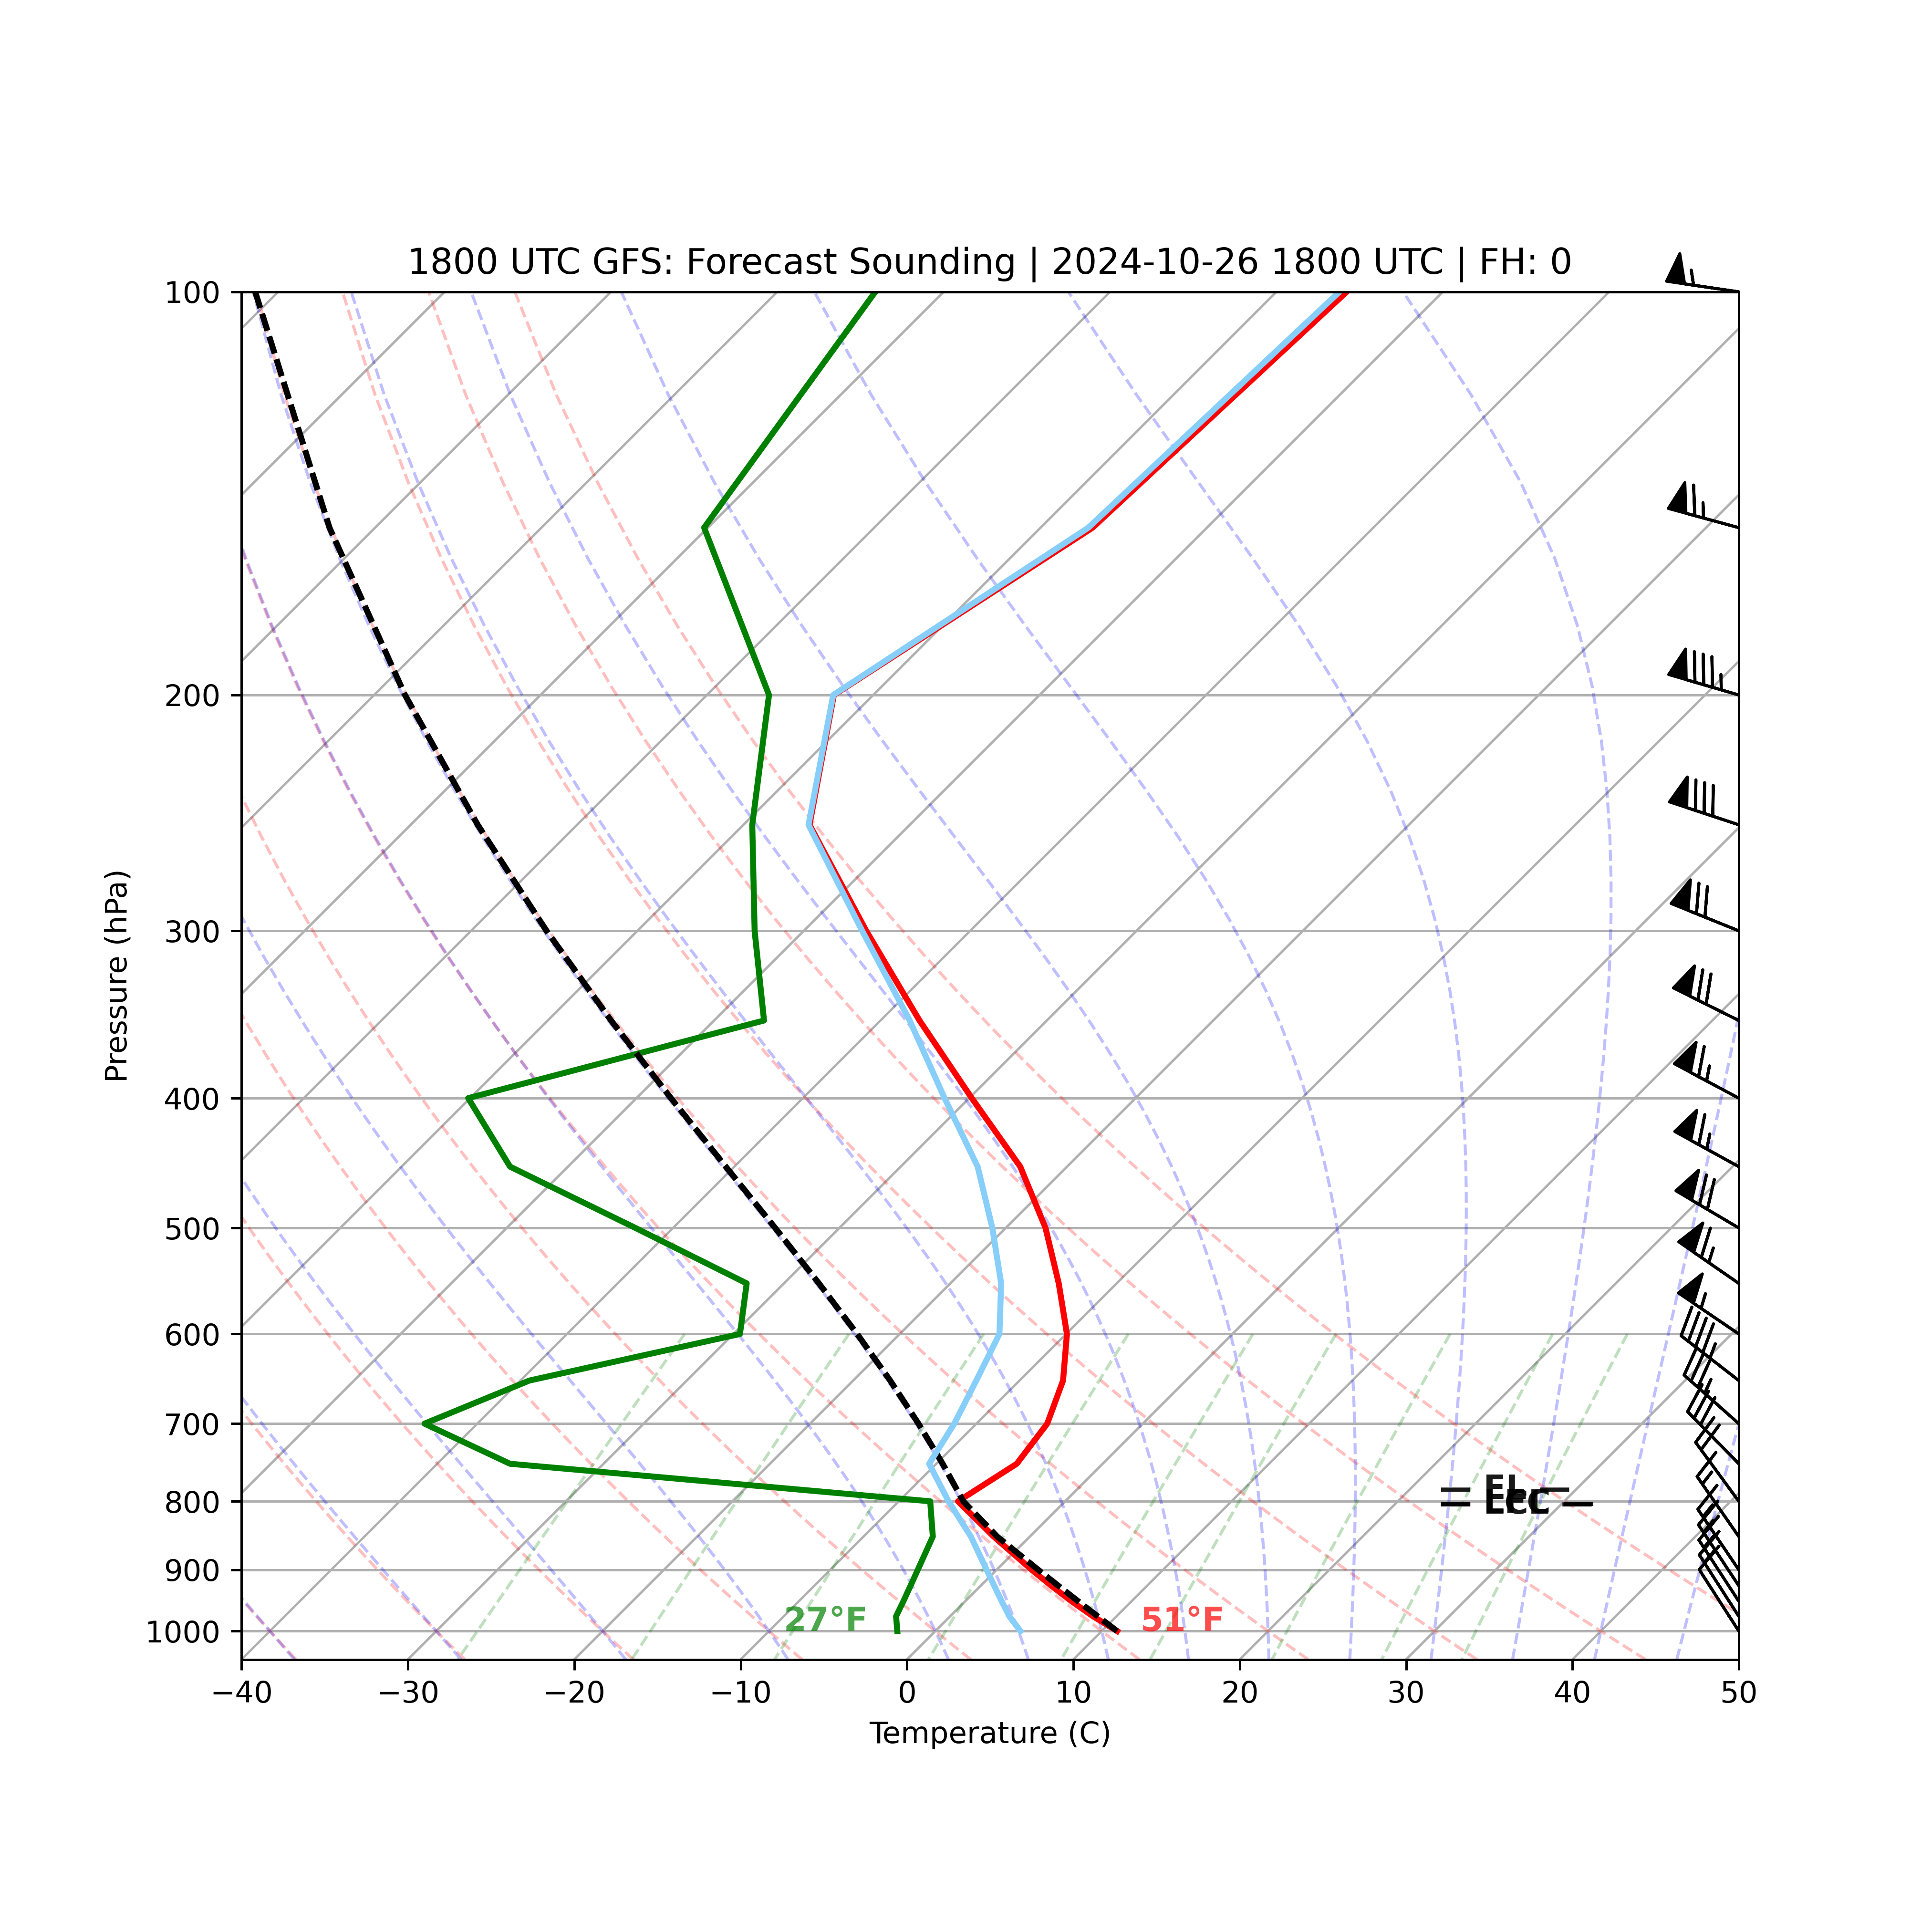 1800 UTC GFS: Forecast Sounding | 2024-10-26 1800 UTC | FH: 0
100
200
300
400
500
600
700
800
900
1000
Pressure (hPa)
27°F
51°F
−40 −30 −20 −10 0 10 20 30 40 50
Temperature (C)